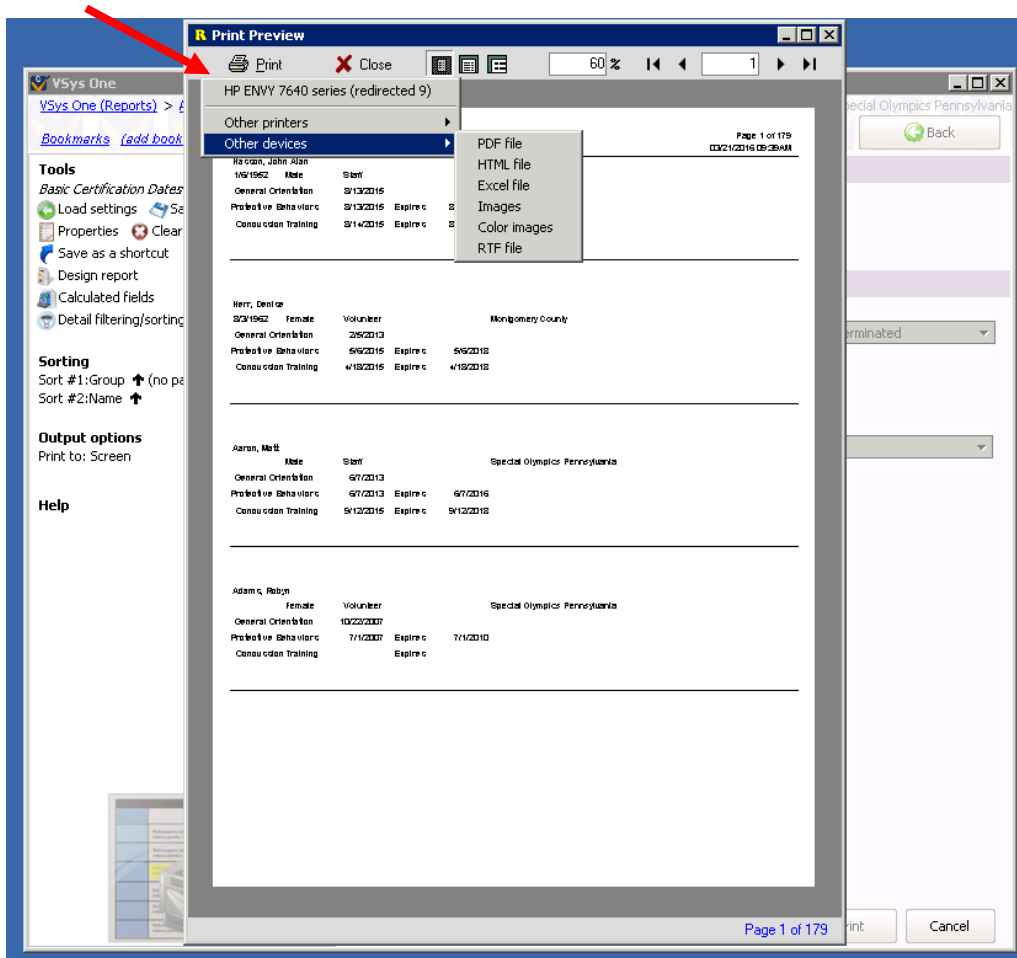 Print Preview
Print Close 60 % 1
HP ENVY 7640 series (redirected 9)
Other printers
Other devices
PDF file
HTML file
Excel file
Images
Color images
RTF file
VSys One
VSys One (Reports) >
ecial Olympics Pennsylvania
Bookmarks (add book
Back
Tools
Basic Certification Dates
Load settings Sa
Properties Clear
Save as a shortcut
Design report
Calculated fields
Detail filtering/sorting
Sorting
Sort #1:Group (no pa
Sort #2:Name
Output options
Print to: Screen
Help
Page 1 of 179
03/21/2016 09:39AM
John Alan
1/6/1952 Male Staff
General Orientation 8/13/2015
Protective Behaviors 8/13/2015 Expires 8
Concussion Training 8/14/2015 Expires 8
Herr, Denise
8/3/1962 Female Volunteer Montgomery County
General Orientation 2/5/2013
Protective Behaviors 5/6/2015 Expires 5/6/2018
Concussion Training 4/18/2015 Expires 4/18/2018
Aaron, Matt
Male Staff Special Olympics Pennsylvania
General Orientation 6/7/2013
Protective Behaviors 6/7/2013 Expires 6/7/2016
Concussion Training 9/12/2015 Expires 9/12/2018
Adams, Robyn
Female Volunteer Special Olympics Pennsylvania
General Orientation 10/22/2007
Protective Behaviors 7/1/2007 Expires 7/1/2010
Concussion Training Expires
erminated
Page 1 of 179
rint Cancel